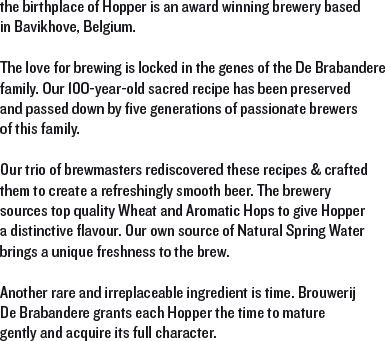 the birthplace of Hopper is an award winning brewery based
in Bavikhove, Belgium.
The love for brewing is locked in the genes of the De Brabandere
family. Our 100-year-old sacred recipe has been preserved
and passed down by five generations of passionate brewers
of this family.
Our trio of brewmasters rediscovered these recipes & crafted
them to create a refreshingly smooth beer. The brewery
sources top quality Wheat and Aromatic Hops to give Hopper
a distinctive flavour. Our own source of Natural Spring Water
brings a unique freshness to the brew.
Another rare and irreplaceable ingredient is time. Brouwerij
De Brabandere grants each Hopper the time to mature
gently and acquire its full character.